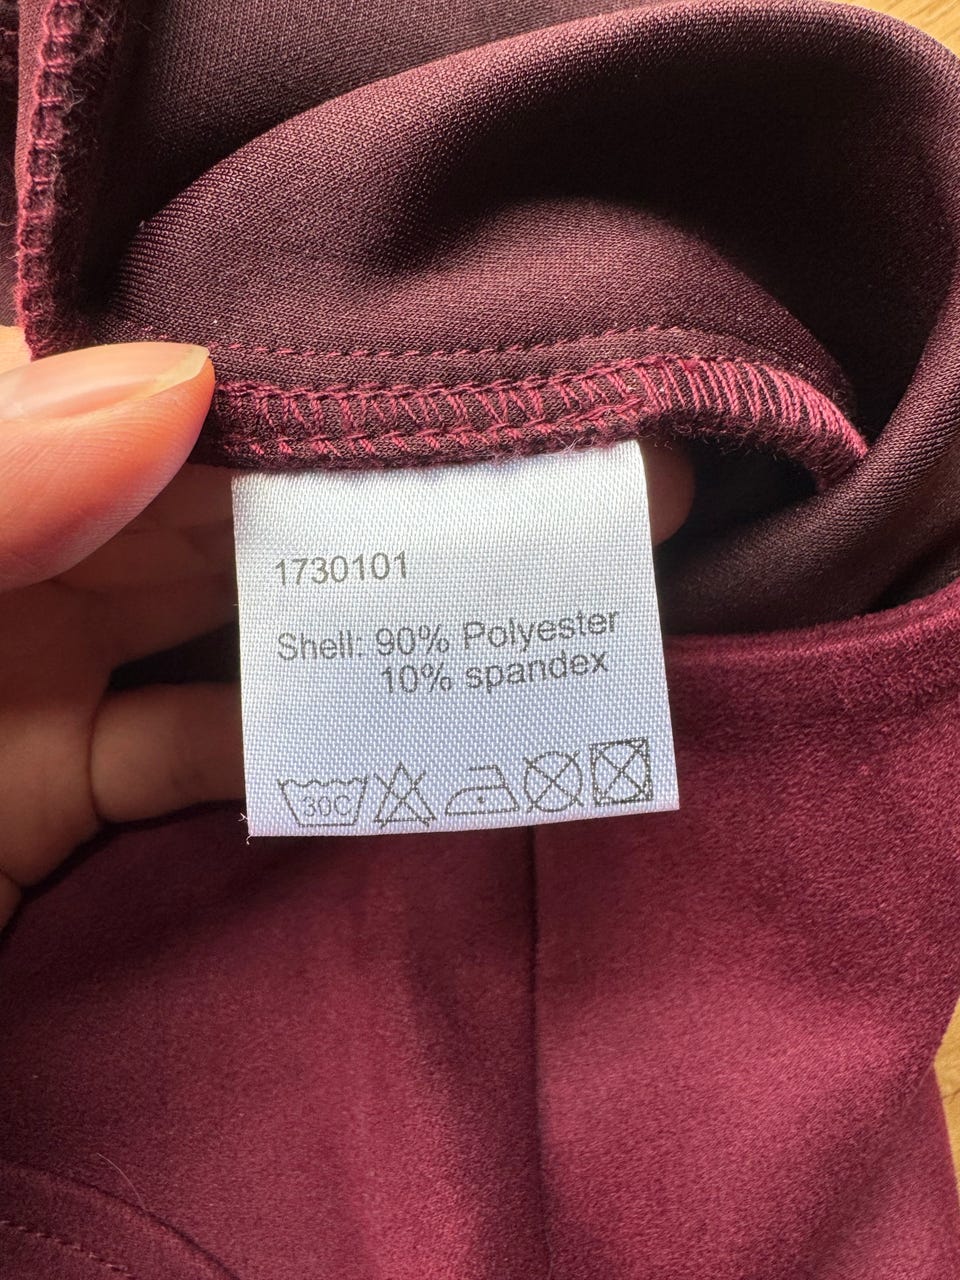 1730101
Shell: 90% Polyester
10% spandex
30C